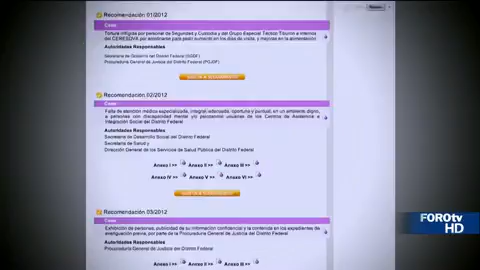 Recomendación 01/2012
Caso
Tortura infligida por personal de Seguridad y Custodia y del Grupo Especial Táctico Tiburón a internos
del CERESOVA por amotinarse para pedir aumento en los días de visita, y mejoras en la alimentación
Autoridades Responsables
Secretaría de Gobierno del Distrito Federal (SGDF)
Procuraduría General de Justicia del Distrito Federal (PGJDF)
Recomendación 02/2012
Caso
Falta de atención médica especializada, integral, adecuada, oportuna y puntual, en un ambiente digno,
a personas con discapacidad mental y/o psicosocial usuarias de los Centros de Asistencia e
Integración Social del Distrito Federal
Autoridades Responsables
Secretaría de Desarrollo Social del Distrito Federal
Secretaría de Salud y
Dirección General de los Servicios de Salud Pública del Distrito Federal
Anexo I >> Anexo II >> Anexo III >>
Anexo IV >> Anexo V >> Anexo VI >>
Recomendación 03/2012
Caso
Exhibición de personas, publicidad de su información confidencial y la contenida en los expedientes de
averiguación previa, por parte de la Procuraduría General de Justicia del Distrito Federal
Autoridades Responsables
Procuraduría General de Justicia del Distrito Federal
Anexo I >> Anexo II >> Anexo III >>
FOROtv
HD